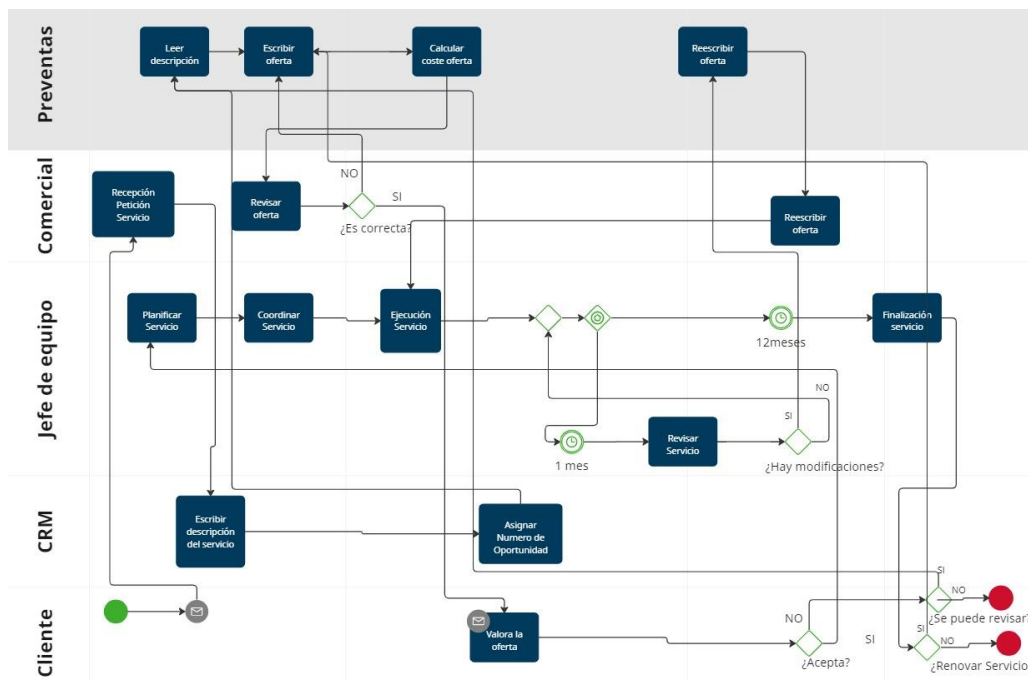 Preventas
Leer
descripción
Escribir
oferta
Calcular
coste oferta
Reescribir
oferta
Comercial
Recepción
Petición
Servicio
Revisar
oferta
NO
SI
¿Es correcta?
Reescribir
oferta
Jefe de equipo
Planificar
Servicio
Coordinar
Servicio
Ejecución
Servicio
12meses
Finalización
servicio
1 mes
Revisar
Servicio
SI
NO
¿Hay modificaciones?
CRM
Escribir
descripción
del servicio
Asignar
Numero de
Oportunidad
Cliente
Valora la
oferta
NO
SI
¿Acepta?
SI
NO
¿Se puede revisar?
SI
NO
¿Renovar Servicio